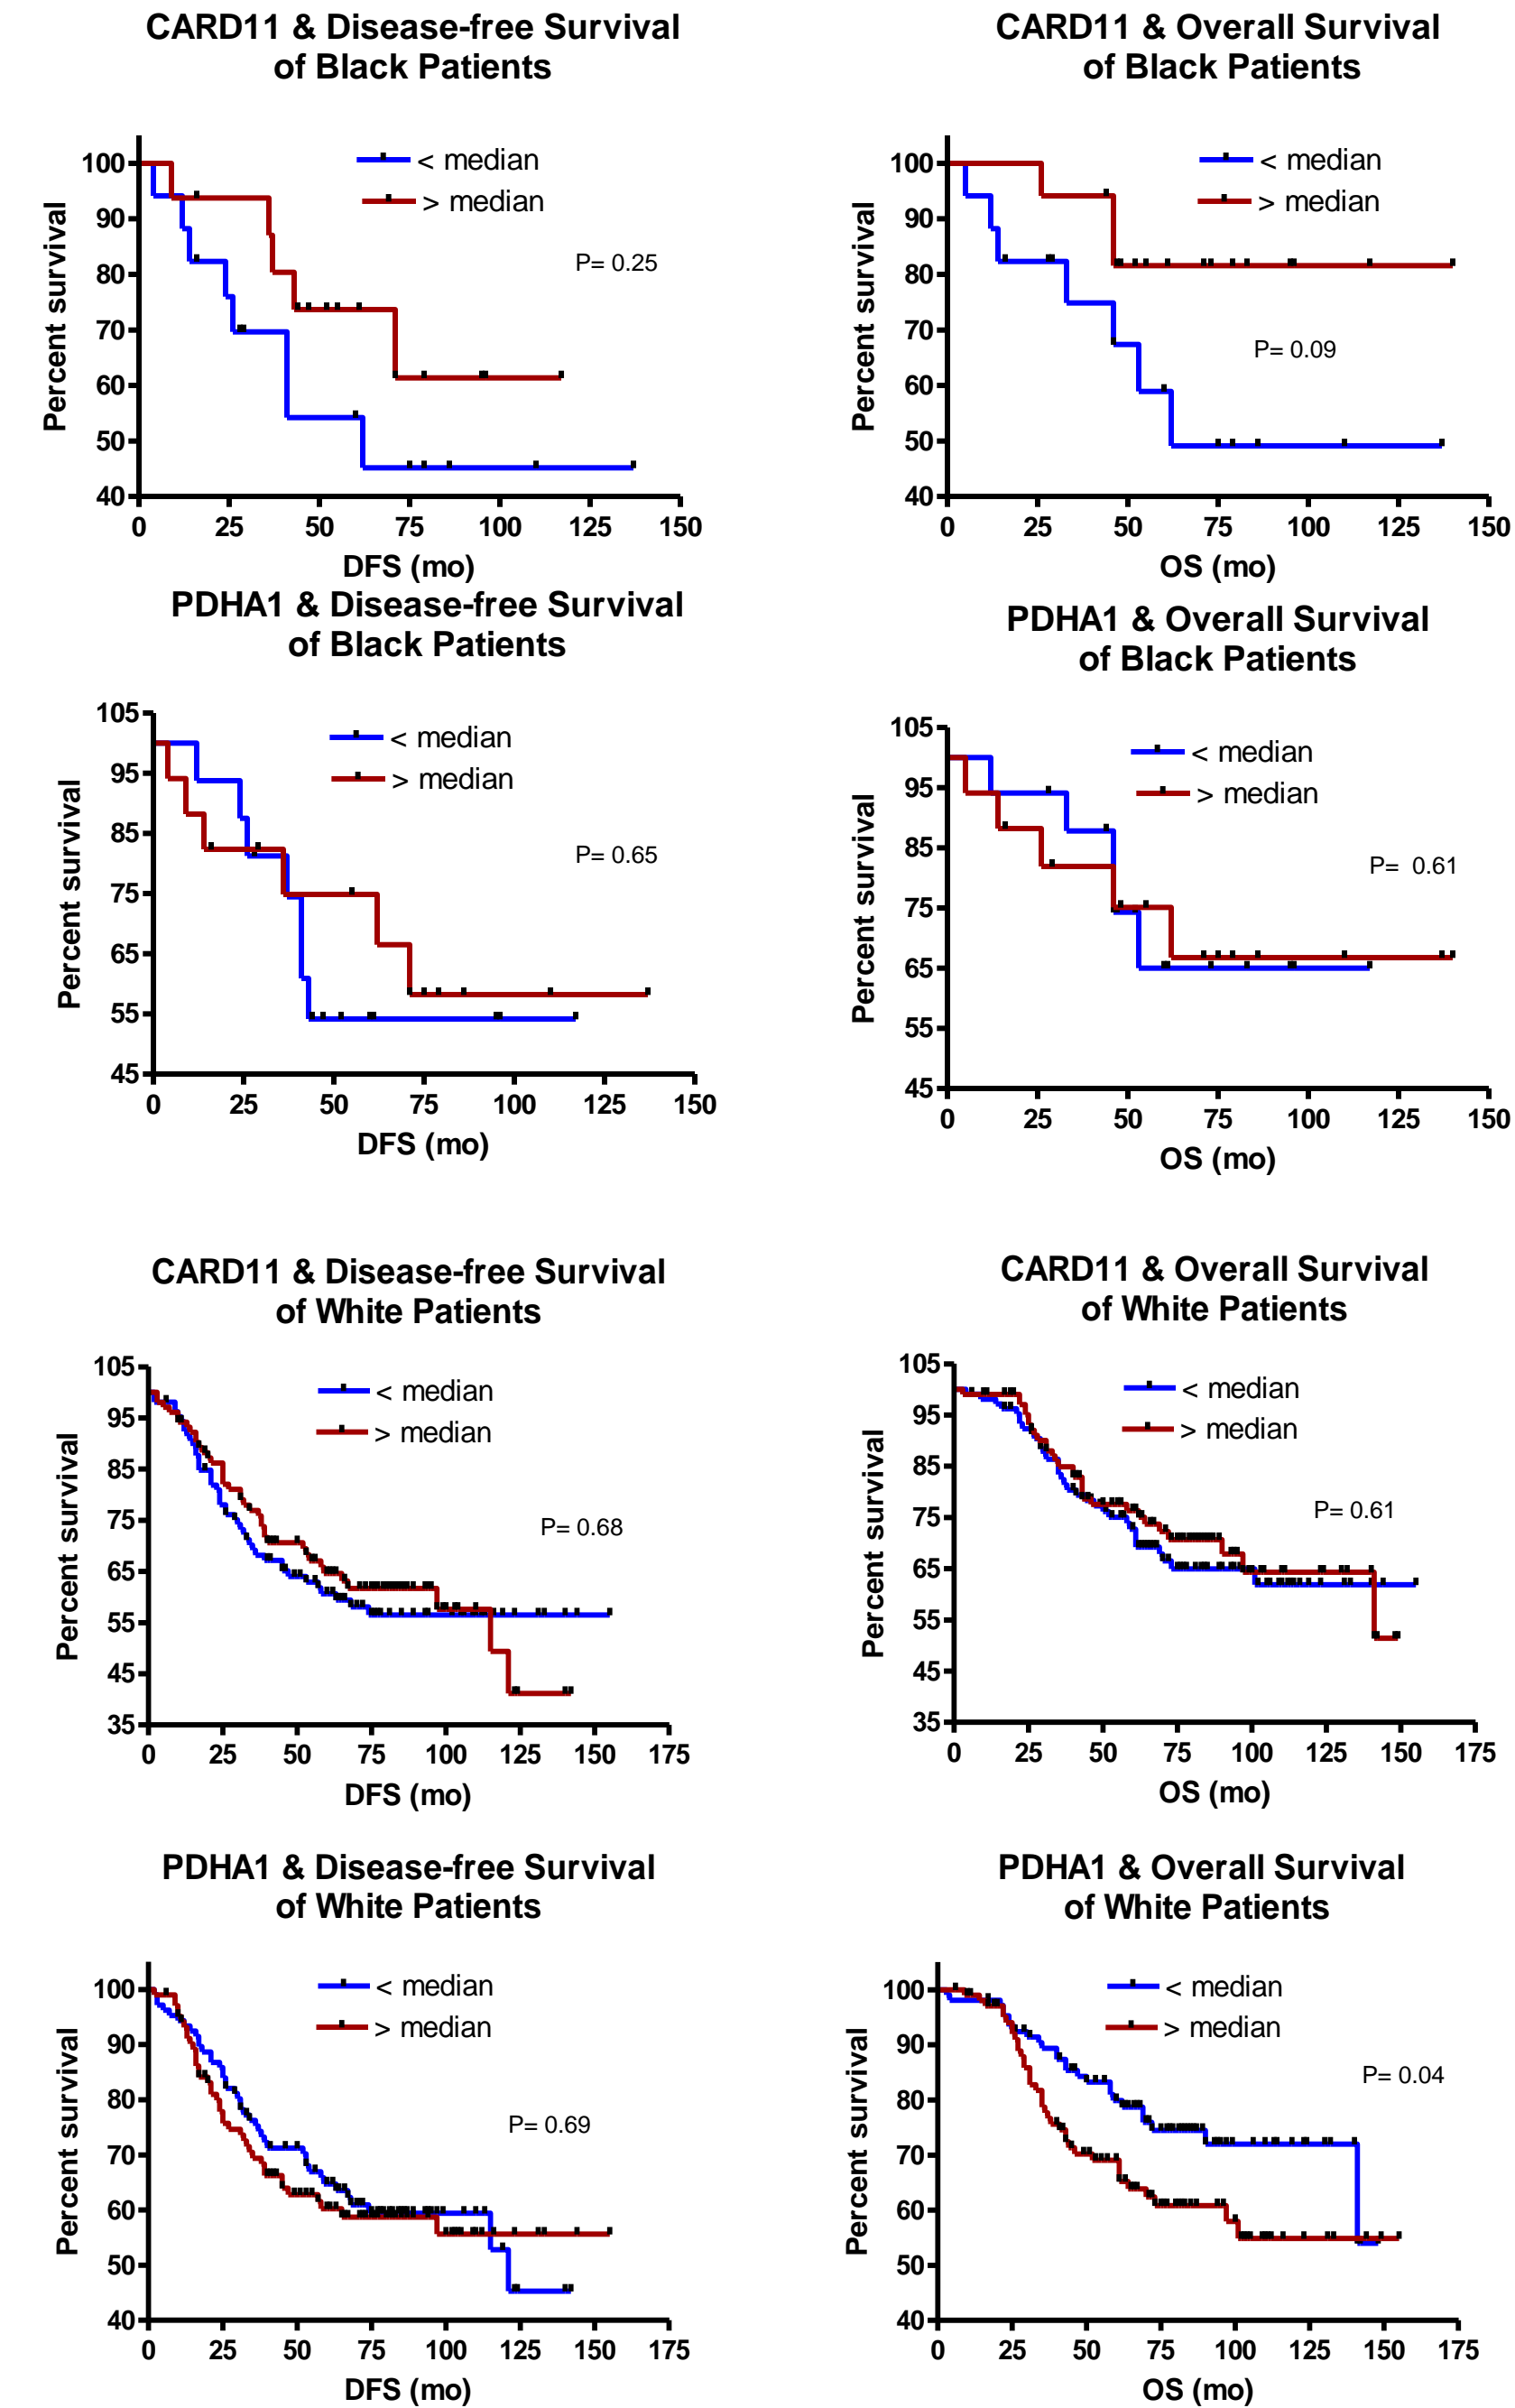 CARD11 & Disease-free Survival
of Black Patients
100
90
80
70
60
50
40
0 25 50 75 100 125 150
Percent survival
DFS (mo)
< median
> median
P= 0.25
CARD11 & Overall Survival
of Black Patients
100
90
80
70
60
50
40
0 25 50 75 100 125 150
Percent survival
OS (mo)
< median
> median
P= 0.09
PDHA1 & Disease-free Survival
of Black Patients
105
95
85
75
65
55
45
0 25 50 75 100 125 150
Percent survival
DFS (mo)
< median
> median
P= 0.65
PDHA1 & Overall Survival
of Black Patients
105
95
85
75
65
55
45
0 25 50 75 100 125 150
Percent survival
OS (mo)
< median
> median
P= 0.61
CARD11 & Disease-free Survival
of White Patients
105
95
85
75
65
55
45
35
0 25 50 75 100 125 150 175
Percent survival
DFS (mo)
< median
> median
P= 0.68
CARD11 & Overall Survival
of White Patients
105
95
85
75
65
55
45
35
0 25 50 75 100 125 150 175
Percent survival
OS (mo)
< median
> median
P= 0.61
PDHA1 & Disease-free Survival
of White Patients
100
90
80
70
60
50
40
0 25 50 75 100 125 150 175
Percent survival
DFS (mo)
< median
> median
P= 0.69
PDHA1 & Overall Survival
of White Patients
100
90
80
70
60
50
40
0 25 50 75 100 125 150 175
Percent survival
OS (mo)
< median
> median
P= 0.04